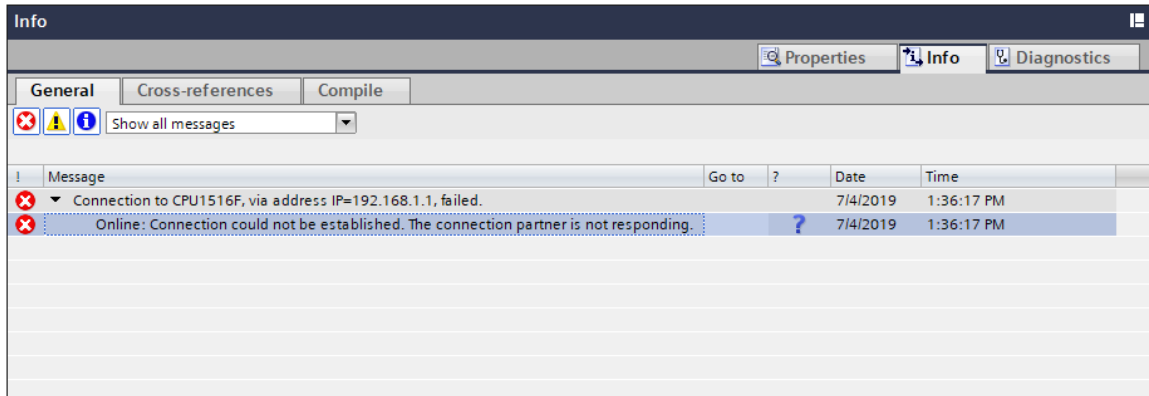 Info
Properties Info Diagnostics
General Cross-references Compile
Show all messages
! Message Go to ? Date Time
Connection to CPU1516F, via address IP=192.168.1.1, failed. 7/4/2019 1:36:17 PM
Online: Connection could not be established. The connection partner is not responding. ? 7/4/2019 1:36:17 PM